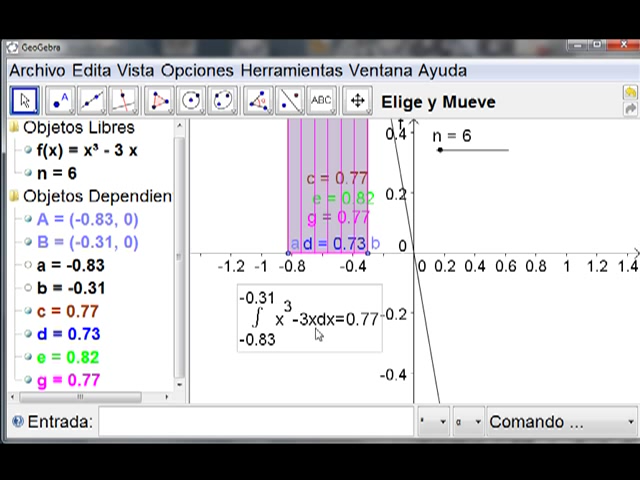 GeoGebra
Archivo Edita Vista Opciones Herramientas Ventana Ayuda
ABC
Elige y Mueve
Objetos Libres
f(x) = x³ - 3 x
n = 6
Objetos Dependien
A = (-0.83, 0)
B = (-0.31, 0)
a = -0.83
b = -0.31
c = 0.77
d = 0.73
e = 0.82
g = 0.77
f
n = 6
0.4
0.2
0
-0.2
-0.4
c = 0.77
e = 0.82
g = 0.77
a d = 0.73 b
-1.2 -1 -0.8 -0.4 0 0.2 0.4 0.6 0.8 1 1.2 1.4
-0.31
∫ x³-3xdx=0.77
-0.83
Entrada:
α
Comando ...